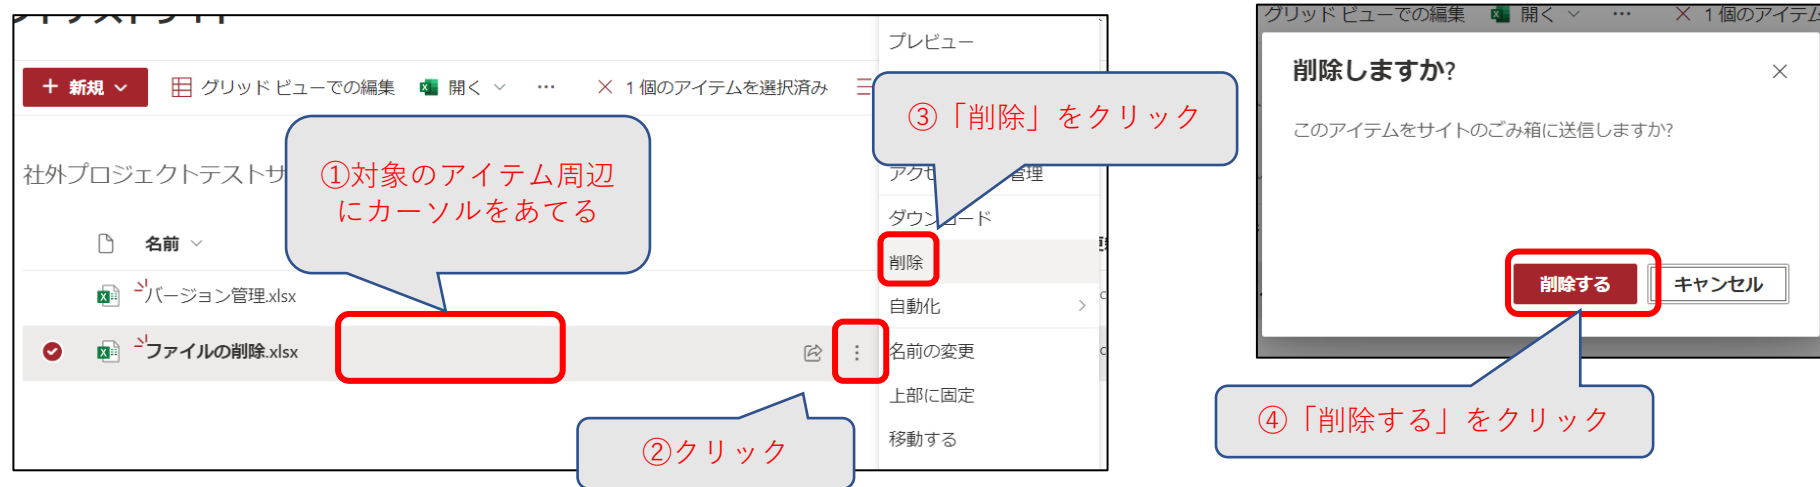 プレビュー
+ 新規
グリッド ビューでの編集
開く
…
× 1 個のアイテムを選択済み
③「削除」をクリック
社外プロジェクトテストサ
①対象のアイテム周辺
にカーソルをあてる
管理
名前
削除
バージョン管理.xlsx
自動化
ファイルの削除.xlsx
名前の変更
上部に固定
移動する
②クリック
グリッド ビューでの編集
開く
…
× 1 個のアイテム
削除しますか?
このアイテムをサイトのごみ箱に送信しますか?
削除する
キャンセル
④「削除する」をクリック